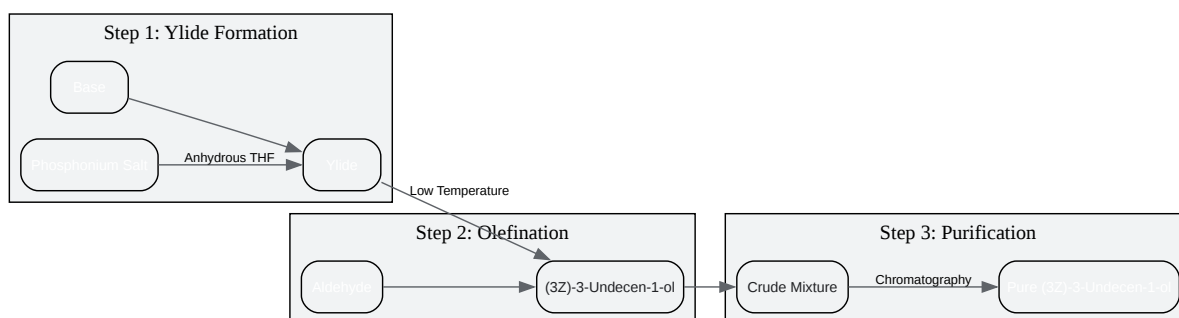 Step 1: Ylide Formation
Base
Phosphonium Salt
Anhydrous THF
Ylide
Low Temperature
Step 2: Olefination
Aldehyde
(3Z)-3-Undecen-1-ol
Step 3: Purification
Crude Mixture
Chromatography
Pure (3Z)-3-Undecen-1-ol